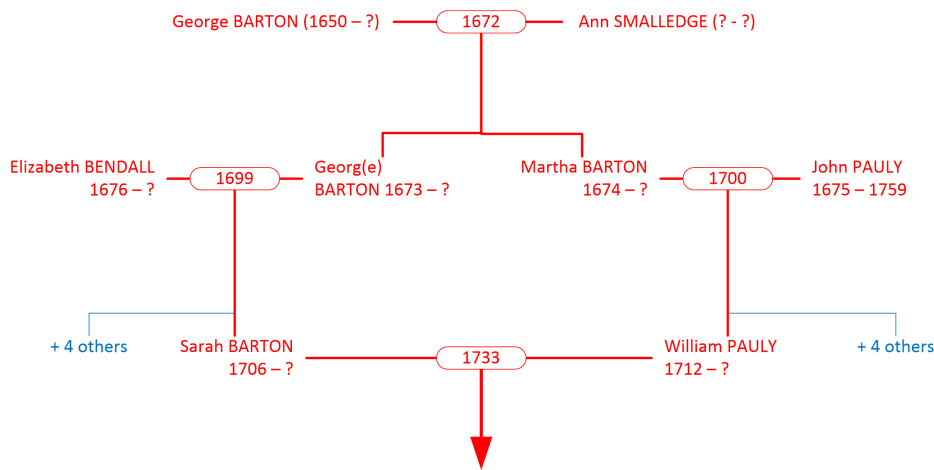 George BARTON (1650 – ?)
1672
Ann SMALLEDGE (? - ?)
Elizabeth BENDALL
1676 – ?
1699
Georg(e)
BARTON 1673 – ?
Martha BARTON
1674 – ?
1700
John PAULY
1675 – 1759
+ 4 others
Sarah BARTON
1706 – ?
1733
William PAULY
1712 – ?
+ 4 others